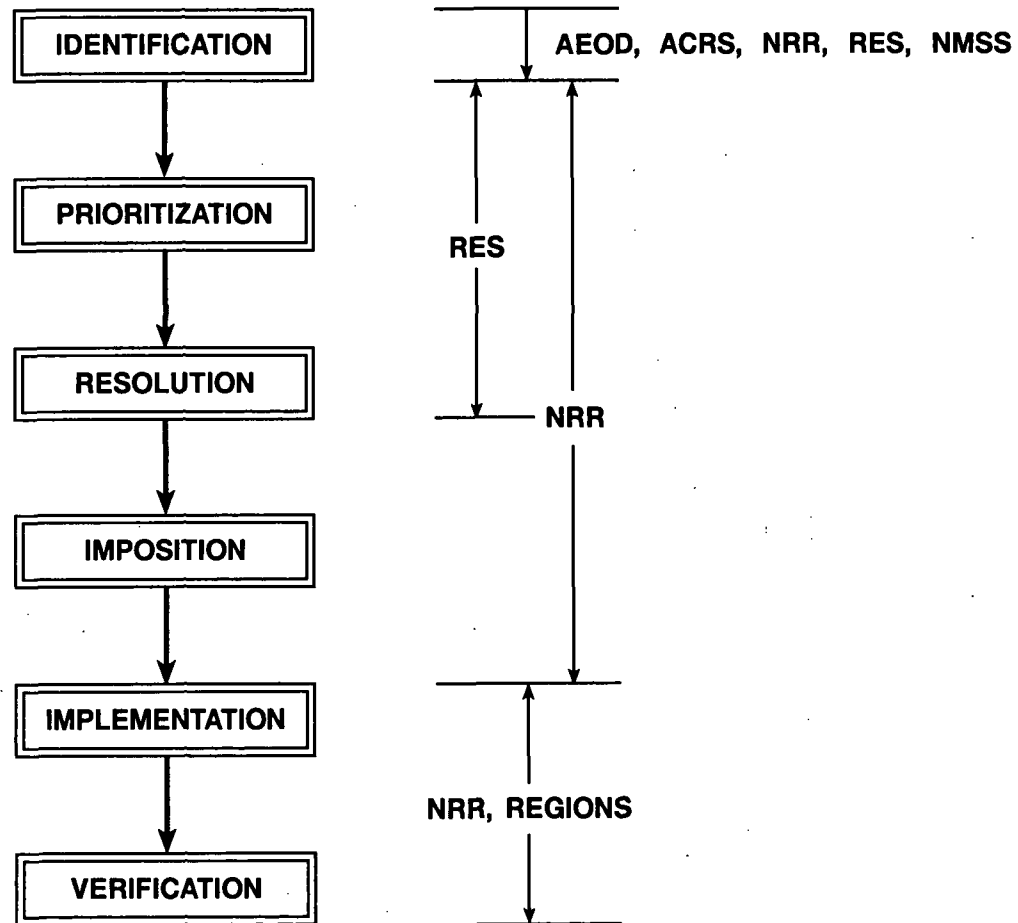 IDENTIFICATION
AEOD, ACRS, NRR, RES, NMSS
PRIORITIZATION
RES
RESOLUTION
NRR
IMPOSITION
IMPLEMENTATION
NRR, REGIONS
VERIFICATION